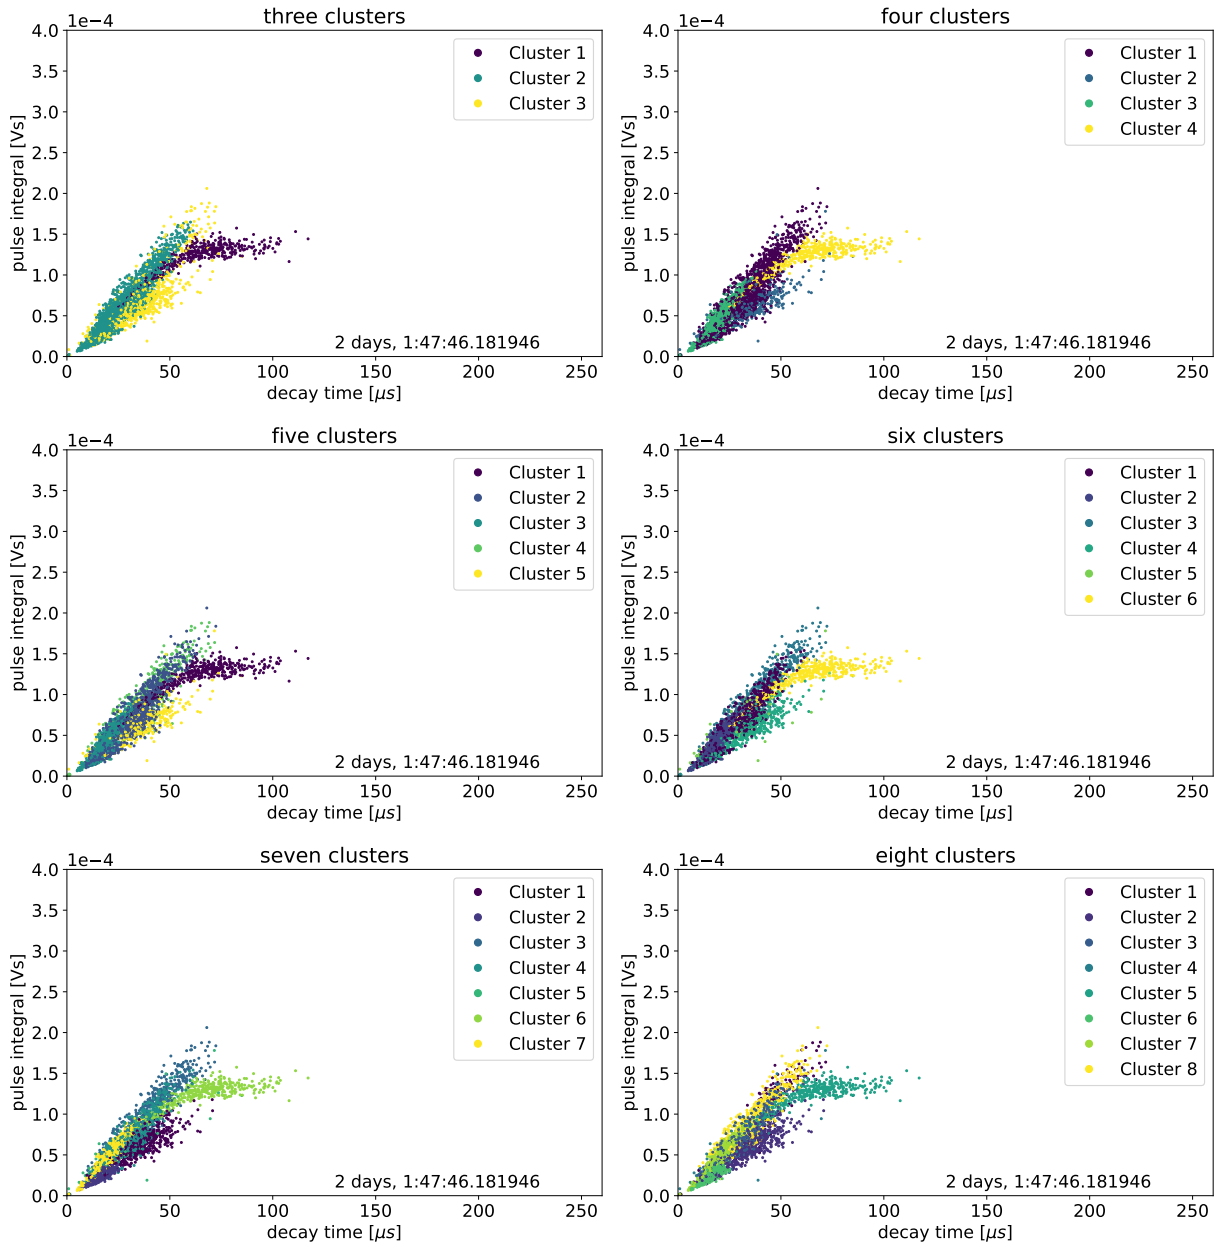 three clusters
1e−4
4.0
3.5
3.0
2.5
2.0
1.5
1.0
0.5
0.0
pulse integral [Vs]
Cluster 1
Cluster 2
Cluster 3
2 days, 1:47:46.181946
0 50 100 150 200 250
decay time [μs]
four clusters
1e−4
4.0
3.5
3.0
2.5
2.0
1.5
1.0
0.5
0.0
pulse integral [Vs]
Cluster 1
Cluster 2
Cluster 3
Cluster 4
2 days, 1:47:46.181946
0 50 100 150 200 250
decay time [μs]
five clusters
1e−4
4.0
3.5
3.0
2.5
2.0
1.5
1.0
0.5
0.0
pulse integral [Vs]
Cluster 1
Cluster 2
Cluster 3
Cluster 4
Cluster 5
2 days, 1:47:46.181946
0 50 100 150 200 250
decay time [μs]
six clusters
1e−4
4.0
3.5
3.0
2.5
2.0
1.5
1.0
0.5
0.0
pulse integral [Vs]
Cluster 1
Cluster 2
Cluster 3
Cluster 4
Cluster 5
Cluster 6
2 days, 1:47:46.181946
0 50 100 150 200 250
decay time [μs]
seven clusters
1e−4
4.0
3.5
3.0
2.5
2.0
1.5
1.0
0.5
0.0
pulse integral [Vs]
Cluster 1
Cluster 2
Cluster 3
Cluster 4
Cluster 5
Cluster 6
Cluster 7
2 days, 1:47:46.181946
0 50 100 150 200 250
decay time [μs]
eight clusters
1e−4
4.0
3.5
3.0
2.5
2.0
1.5
1.0
0.5
0.0
pulse integral [Vs]
Cluster 1
Cluster 2
Cluster 3
Cluster 4
Cluster 5
Cluster 6
Cluster 7
Cluster 8
2 days, 1:47:46.181946
0 50 100 150 200 250
decay time [μs]